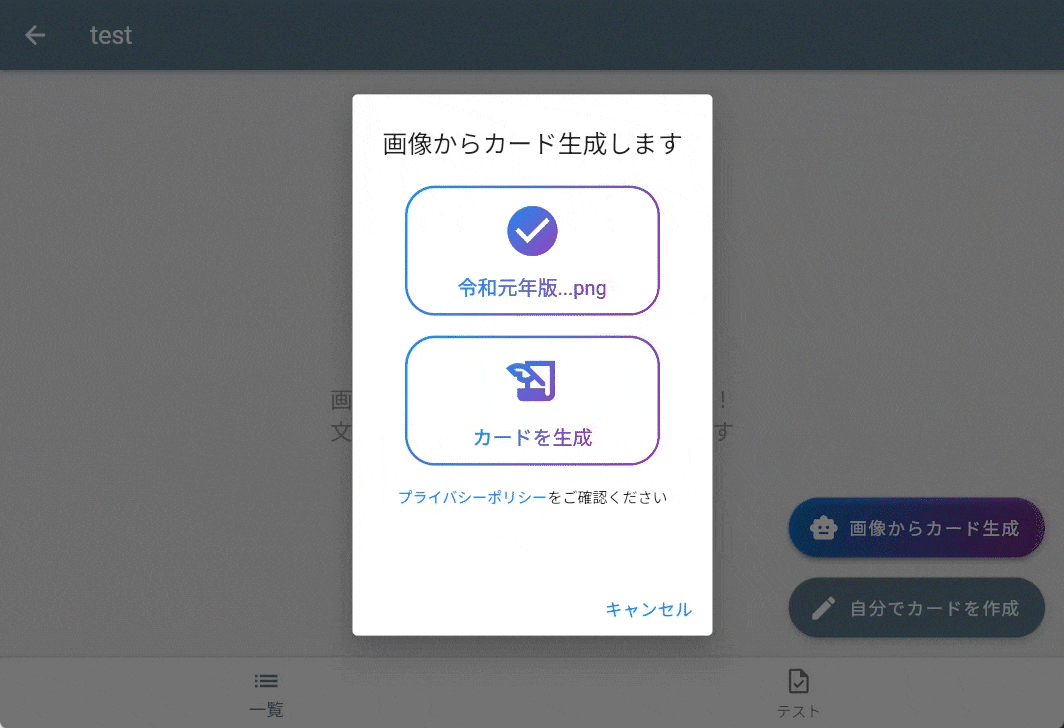 test
画像からカード生成します
令和元年版...png
カードを生成
画
！
文
す
プライバシーポリシーをご確認ください
画像からカード生成
キャンセル
自分でカードを作成
一覧
テスト